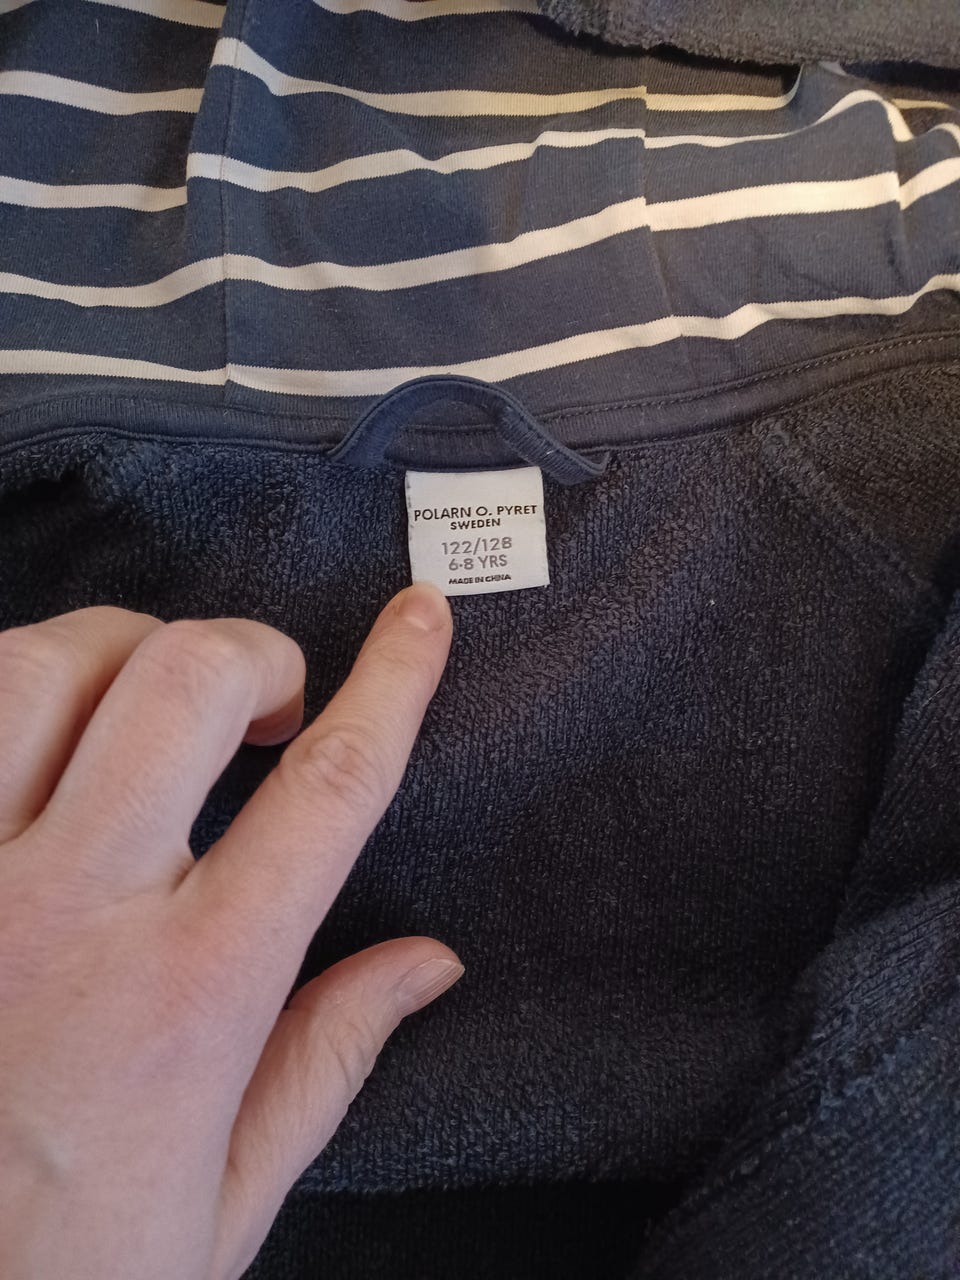 POLARN O. PYRET
SWEDEN
122/128
6-8 YRS
MADE IN CHINA